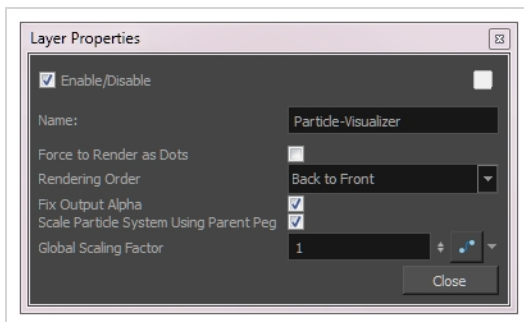 Layer Properties
Enable/Disable
Name: Particle-Visualizer
Force to Render as Dots
Rendering Order Back to Front
Fix Output Alpha
Scale Particle System Using Parent Peg
Global Scaling Factor 1
Close